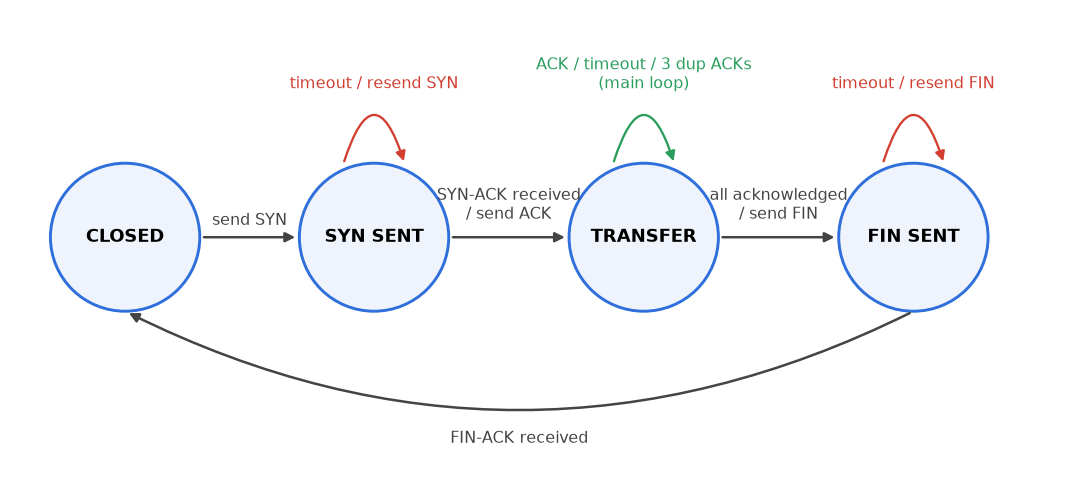 ACK / timeout / 3 dup ACKs
(main loop)
timeout / resend SYN
timeout / resend FIN
SYN-ACK received
/ send ACK
all acknowledged
/ send FIN
send SYN
CLOSED
SYN SENT
TRANSFER
FIN SENT
FIN-ACK received